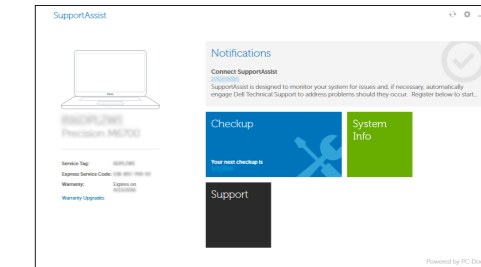 SupportAssist
Notifications
Connect SupportAssist
SupportAssist is designed to monitor your system for issues and, if necessary, automatically
engage Dell Technical Support to address problems should they occur. Register below to start...
Precision M6700
Checkup
Your next checkup is
System
Info
Service Tag:
Express Service Code:
Warranty: Expires on
Warranty Upgrades
Support
Powered by PC-Doc